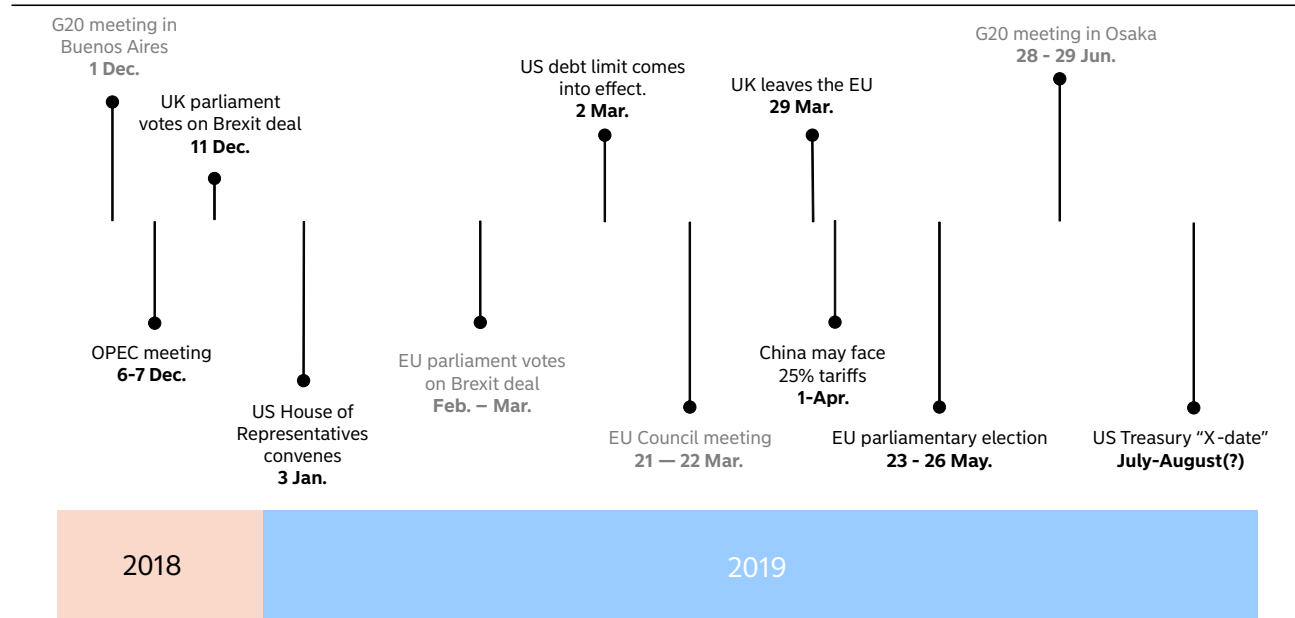 G20 meeting in
Buenos Aires
1 Dec.
UK parliament
votes on Brexit deal
11 Dec.
US debt limit comes
into effect.
2 Mar.
UK leaves the EU
29 Mar.
G20 meeting in Osaka
28 - 29 Jun.
OPEC meeting
6-7 Dec.
US House of
Representatives
convenes
3 Jan.
EU parliament votes
on Brexit deal
Feb. – Mar.
EU Council meeting
21 — 22 Mar.
China may face
25% tariffs
1-Apr.
EU parliamentary election
23 - 26 May.
US Treasury “X-date”
July-August(?)
2018
2019